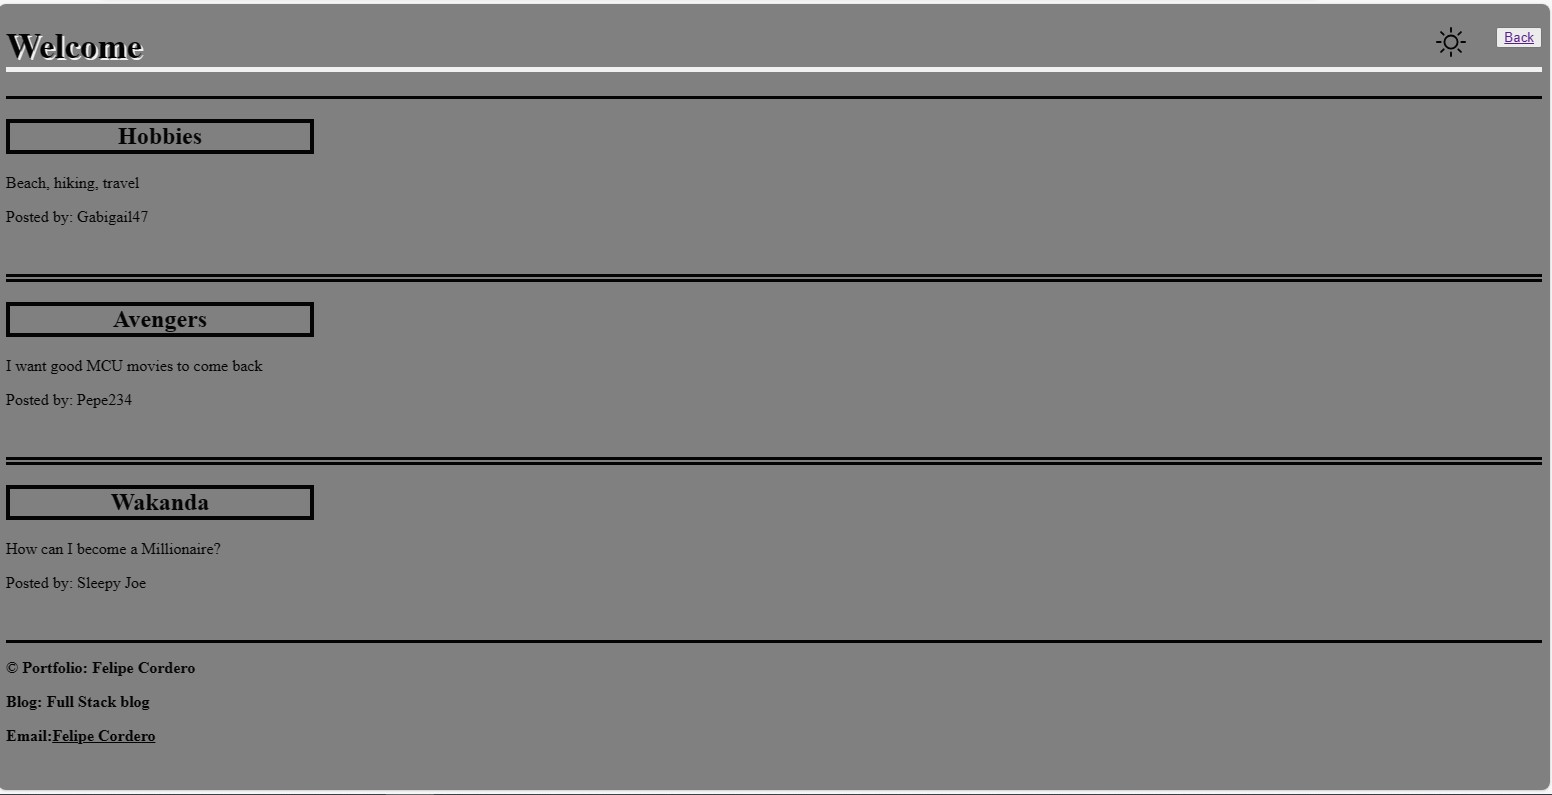 Welcome
Back
Hobbies
Beach, hiking, travel
Posted by: Gabigail47
Avengers
I want good MCU movies to come back
Posted by: Pepe234
Wakanda
How can I become a Millionaire?
Posted by: Sleepy Joe
© Portfolio: Felipe Cordero
Blog: Full Stack blog
Email:Felipe Cordero